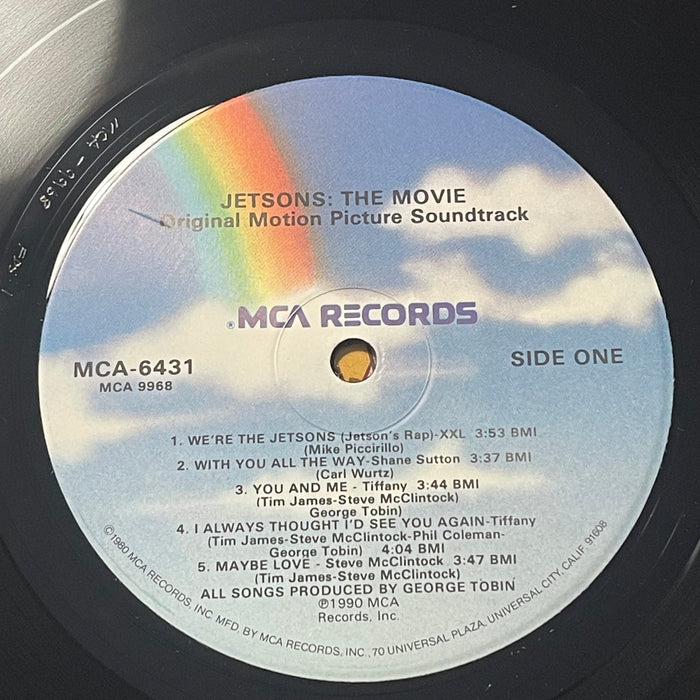 JETSONS: THE MOVIE
Original Motion Picture Soundtrack
®MCA RECORDS
MCA-6431
MCA 9968
SIDE ONE
1. WE'RE THE JETSONS (Jetson's Rap)-XXL 3:53 BMI
(Mike Piccirillo)
2. WITH YOU ALL THE WAY-Shane Sutton 3:37 BMI
(Carl Wurtz)
3. YOU AND ME - Tiffany 3:44 BMI
(Tim James-Steve McClintock)
George Tobin)
4. I ALWAYS THOUGHT I'D SEE YOU AGAIN-Tiffany
(Tim James-Steve McClintock-Phil Coleman-
George Tobin) 4:04 BMI
5. MAYBE LOVE - Steve McClintock 3:47 BMI
(Tim James-Steve McClintock)
ALL SONGS PRODUCED BY GEORGE TOBIN
℗1990 MCA
Records, Inc.
©1980 MCA RECORDS, INC. MFD. BY MCA RECORDS, INC., 70 UNIVERSAL PLAZA, UNIVERSAL CITY, CALIF. 91608
MCA - 9968